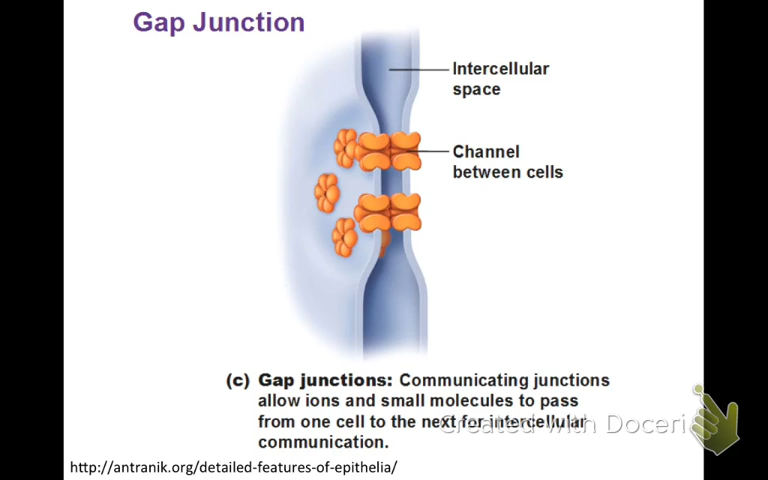 Gap Junction
Intercellular
space
Channel
between cells
(c) Gap junctions: Communicating junctions
allow ions and small molecules to pass
from one cell to the next for intercellular
Created with Doceri
communication.
http://antranik.org/detailed-features-of-epithelia/